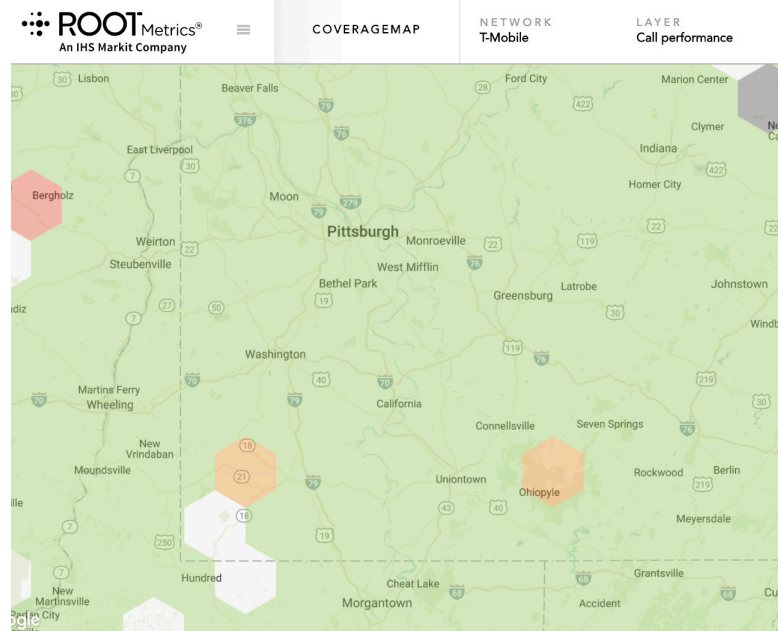 ROOT Metrics®
An IHS Markit Company
COVERAGEMAP
NETWORK
T-Mobile
LAYER
Call performance
30
Lisbon
Beaver Falls
79
28
Ford City
422
Marion Center
376
76
Clymer
East Liverpool
30
Indiana
7
422
Homer City
Bergholz
Moon
279
79
Pittsburgh
22
Weirton
22
Monroeville
22
119
Steubenville
West Mifflin
76
Bethel Park
Latrobe
Johnstown
Greensburg
19
27
50
30
7
119
Washington
76
70
40
70
219
Martins Ferry
79
30
70
Wheeling
California
Connellsville
Seven Springs
76
New
Vrindaban
18
Moundsville
21
79
Uniontown
Ohiopyle
Rockwood
Berlin
219
18
43
40
Meyersdale
7
250
19
7
Hundred
Cheat Lake
68
68
Grantsville
68
New
Martinsville
Morgantown
Accident